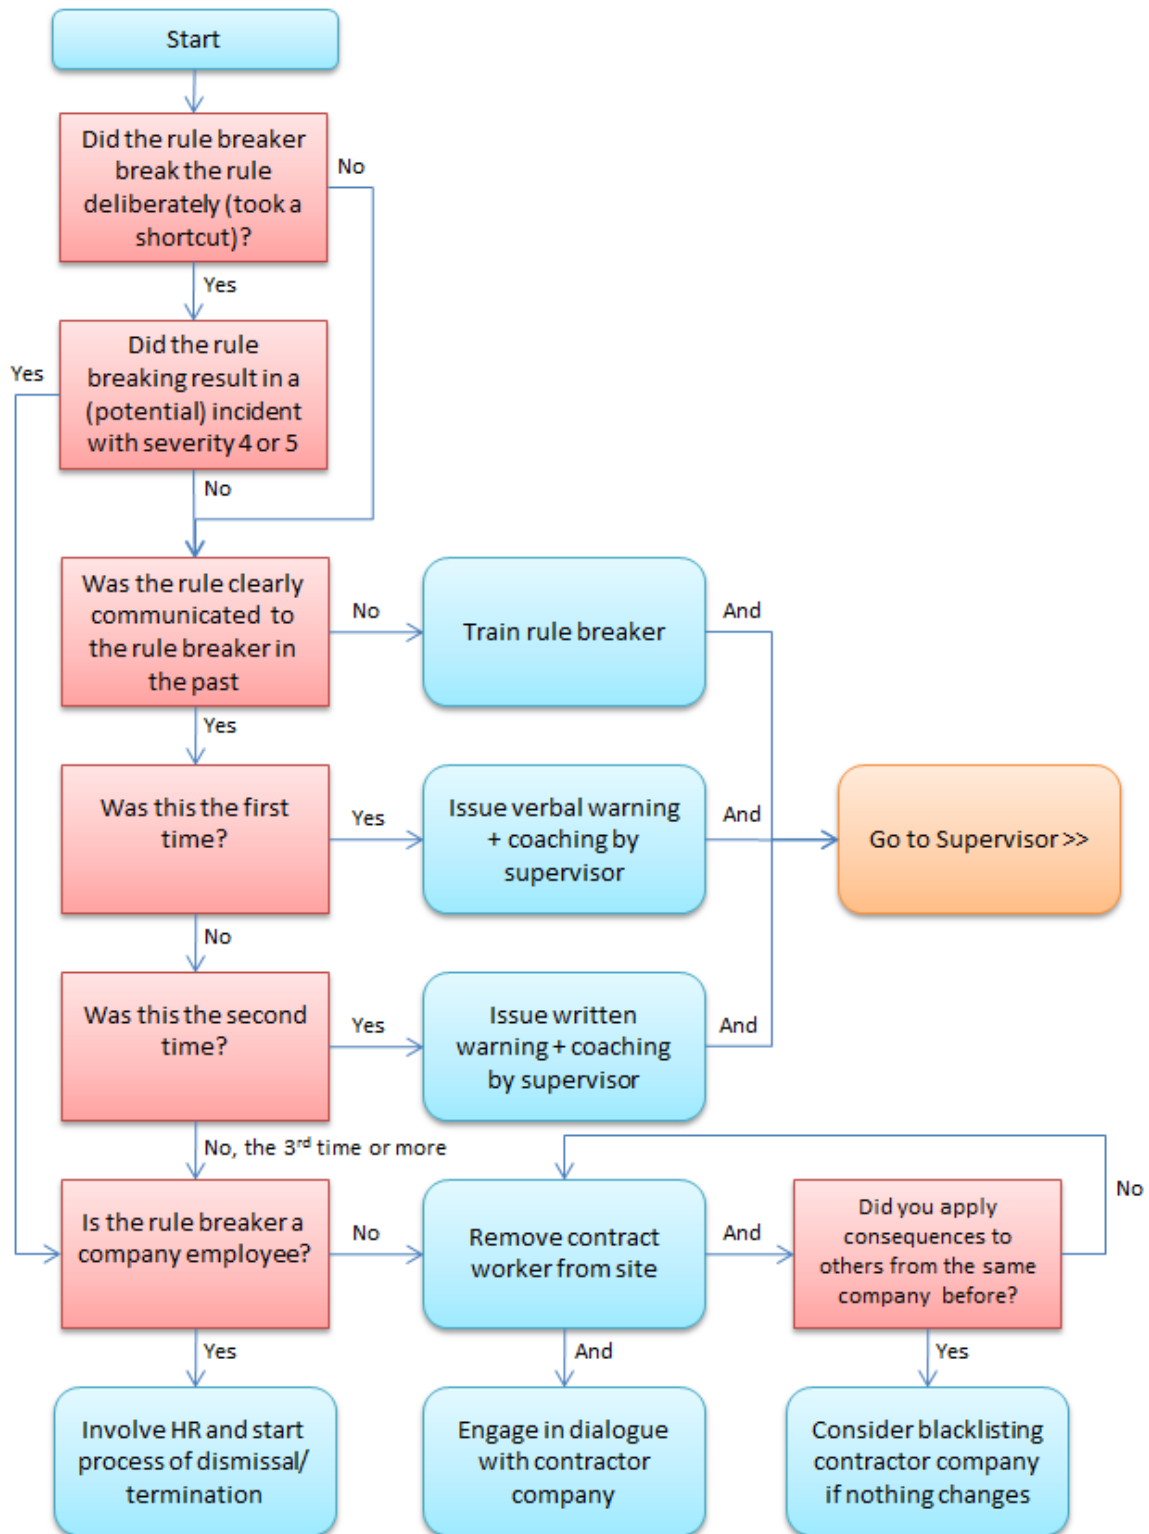 Start
Did the rule breaker
break the rule
deliberately (took a
shortcut)?
No
Yes
Did the rule
breaking result in a
(potential) incident
with severity 4 or 5
Yes
No
Was the rule clearly
communicated to
the rule breaker in
the past
No
Train rule breaker
And
Yes
Was this the first
time?
Yes
Issue verbal warning
+ coaching by
supervisor
And
Go to Supervisor >>
No
Was this the second
time?
Yes
Issue written
warning + coaching
by supervisor
And
No, the 3rd time or more
Is the rule breaker a
company employee?
No
Remove contract
worker from site
And
Did you apply
consequences to
others from the same
company before?
No
Yes
And
Yes
Involve HR and start
process of dismissal/
termination
Engage in dialogue
with contractor
company
Consider blacklisting
contractor company
if nothing changes